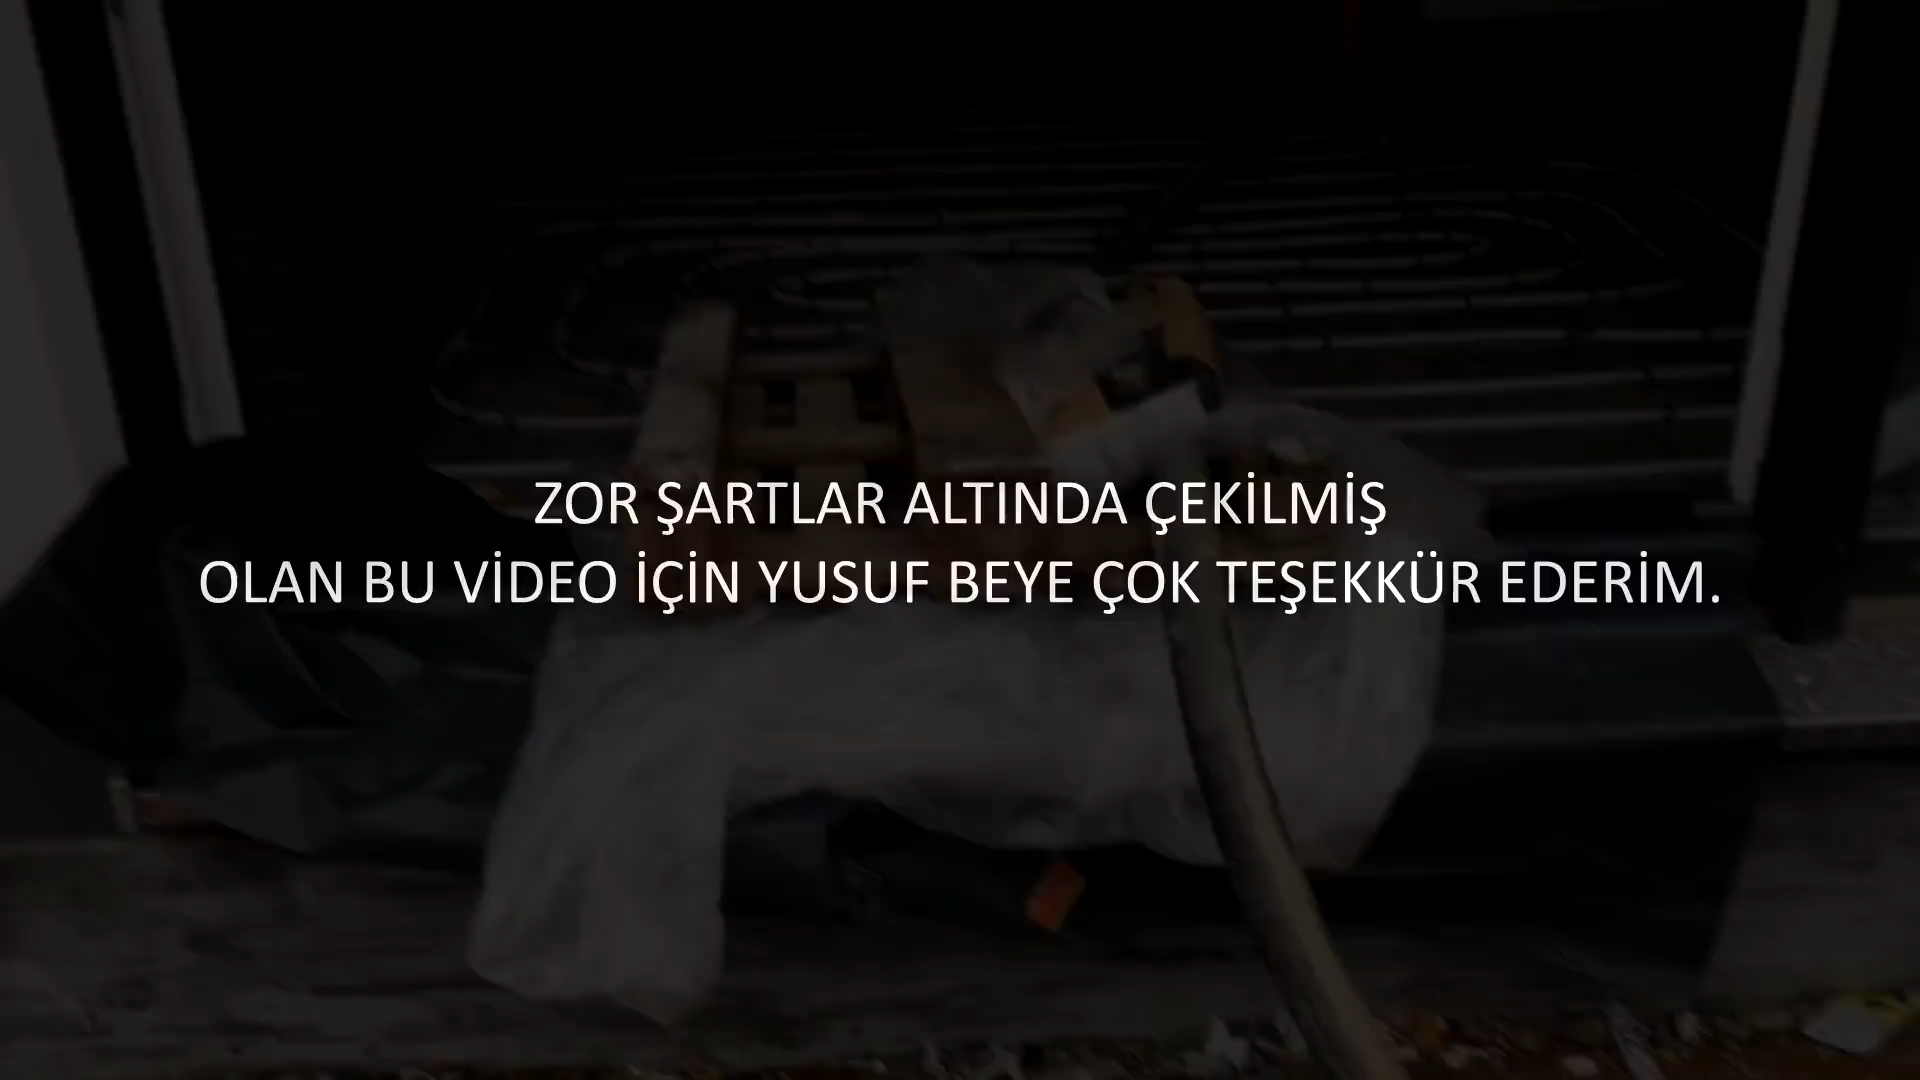 ZOR ŞARTLAR ALTINDA ÇEKİLMİŞ
OLAN BU VİDEO İÇİN YUSUF BEYE ÇOK TEŞEKKÜR EDERİM.